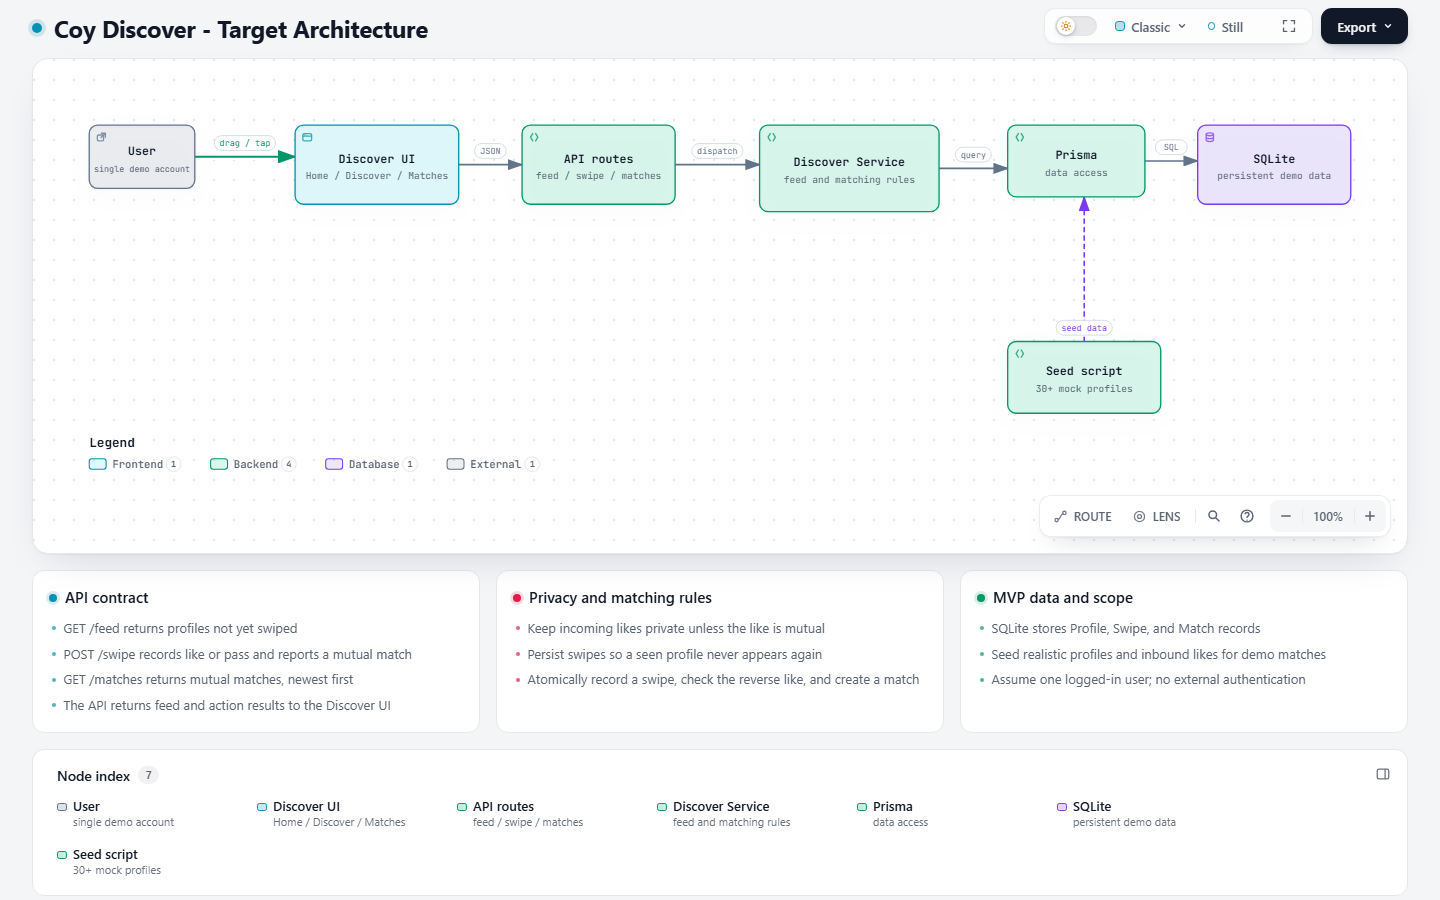 Coy Discover - Target Architecture
Classic
Still
Export
User
single demo account
drag / tap
Discover UI
Home / Discover / Matches
JSON
API routes
feed / swipe / matches
dispatch
Discover Service
feed and matching rules
query
Prisma
data access
SQL
SQLite
persistent demo data
seed data
Seed script
30+ mock profiles
Legend
Frontend 1
Backend 4
Database 1
External 1
ROUTE
LENS
100%
API contract
GET /feed returns profiles not yet swiped
POST /swipe records like or pass and reports a mutual match
GET /matches returns mutual matches, newest first
The API returns feed and action results to the Discover UI
Privacy and matching rules
Keep incoming likes private unless the like is mutual
Persist swipes so a seen profile never appears again
Atomically record a swipe, check the reverse like, and create a match
MVP data and scope
SQLite stores Profile, Swipe, and Match records
Seed realistic profiles and inbound likes for demo matches
Assume one logged-in user; no external authentication
Node index 7
User
single demo account
Discover UI
Home / Discover / Matches
API routes
feed / swipe / matches
Discover Service
feed and matching rules
Prisma
data access
SQLite
persistent demo data
Seed script
30+ mock profiles